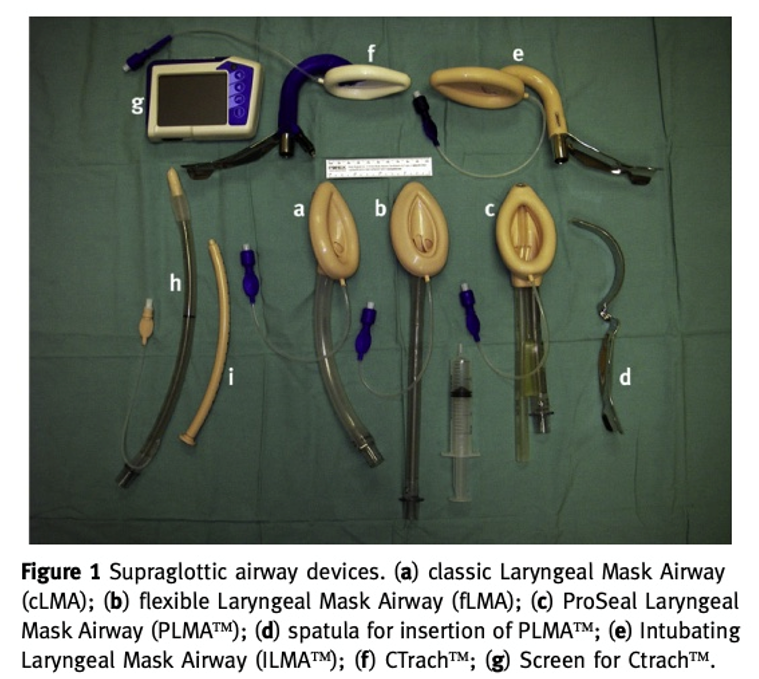 f
e
g
a
b
c
h
i
d
Figure 1 Supraglottic airway devices. (a) classic Laryngeal Mask Airway
(cLMA); (b) flexible Laryngeal Mask Airway (fLMA); (c) ProSeal Laryngeal
Mask Airway (PLMA™); (d) spatula for insertion of PLMA™; (e) Intubating
Laryngeal Mask Airway (ILMA™); (f) CTrach™; (g) Screen for Ctrach™.